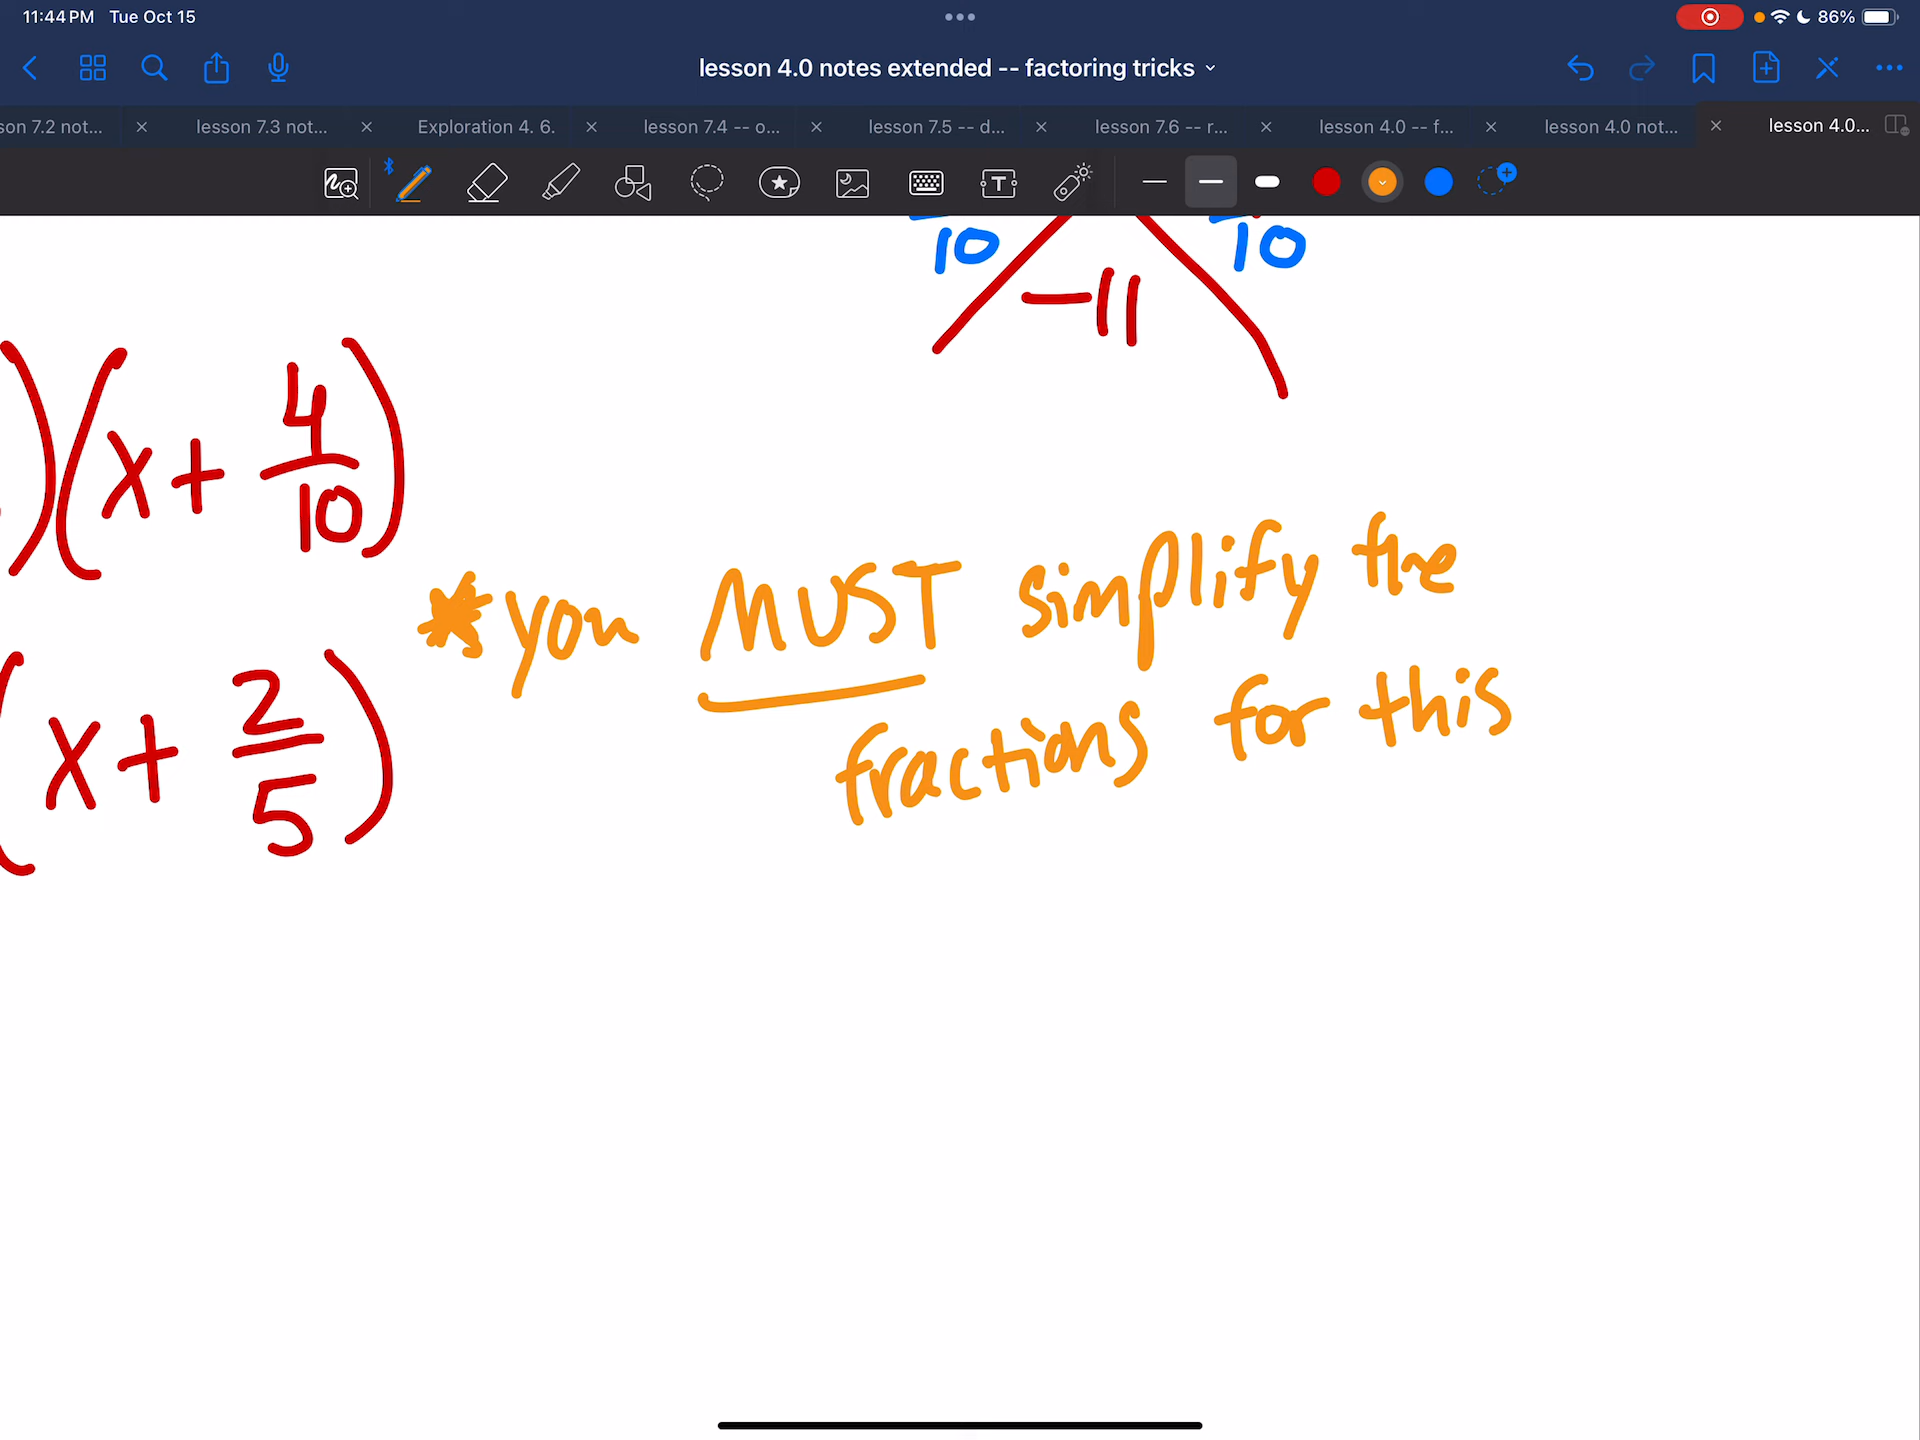 11:44 PM Tue Oct 15
86%
lesson 4.0 notes extended -- factoring tricks
son 7.2 not...
lesson 7.3 not...
Exploration 4. 6.
lesson 7.4 -- o...
lesson 7.5 -- d...
lesson 7.6 -- r...
lesson 4.0 -- f...
lesson 4.0 not...
lesson 4.0...
10 10
-11
)(x + 4/10)
*you MUST simplify the
fractions for this
(x + 2/5)